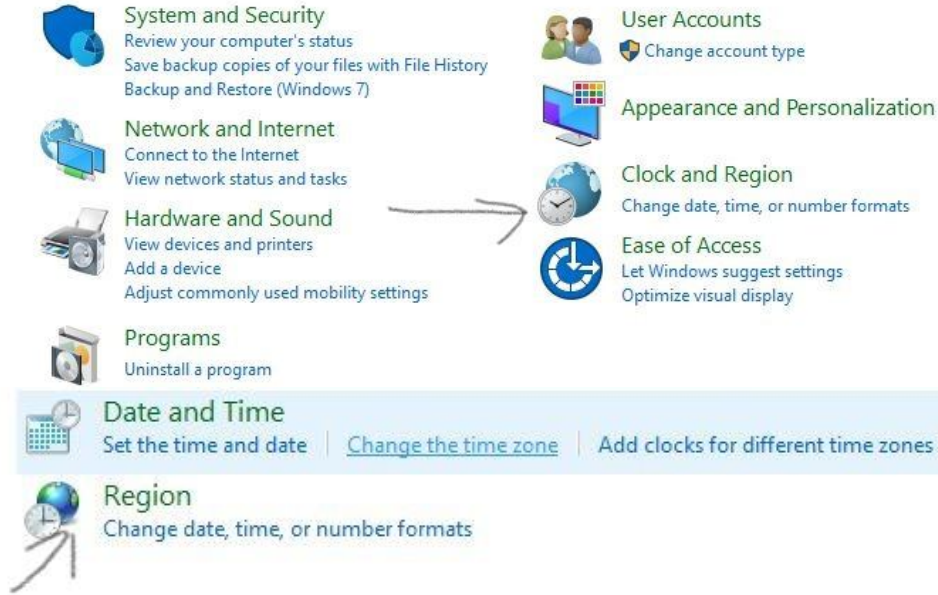 System and Security
Review your computer's status
Save backup copies of your files with File History
Backup and Restore (Windows 7)
Network and Internet
Connect to the Internet
View network status and tasks
Hardware and Sound
View devices and printers
Add a device
Adjust commonly used mobility settings
Programs
Uninstall a program
User Accounts
Change account type
Appearance and Personalization
Clock and Region
Change date, time, or number formats
Ease of Access
Let Windows suggest settings
Optimize visual display
Date and Time
Set the time and date Change the time zone Add clocks for different time zones
Region
Change date, time, or number formats